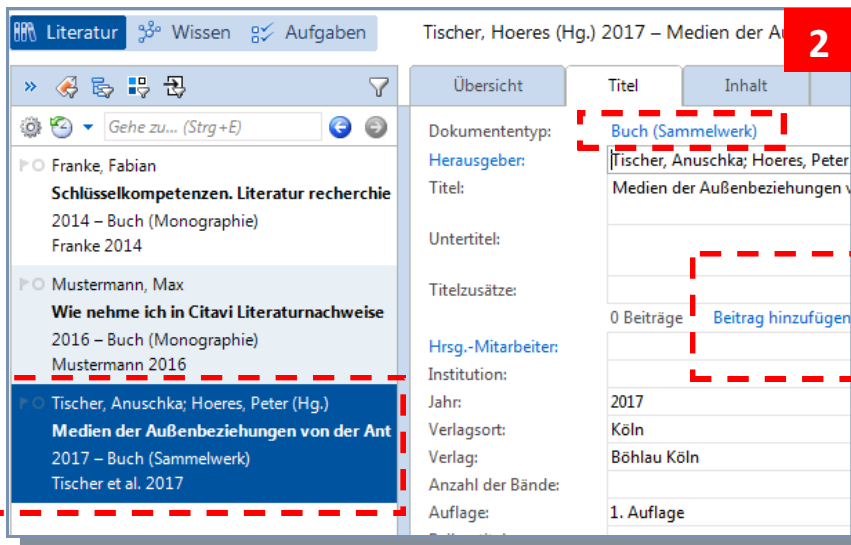 Literatur Wissen Aufgaben
Tischer, Hoeres (Hg.) 2017 – Medien der A
2
Gehe zu... (Strg+E)
Franke, Fabian
Schlüsselkompetenzen. Literatur recherchie
2014 – Buch (Monographie)
Franke 2014
Mustermann, Max
Wie nehme ich in Citavi Literaturnachweise
2016 – Buch (Monographie)
Mustermann 2016
Tischer, Anuschka; Hoeres, Peter (Hg.)
Medien der Außenbeziehungen von der Ant
2017 – Buch (Sammelwerk)
Tischer et al. 2017
Übersicht Titel Inhalt
Dokumententyp: Buch (Sammelwerk)
Herausgeber: Tischer, Anuschka; Hoeres, Peter
Titel: Medien der Außenbeziehungen v
Untertitel:
Titelzusätze:
0 Beiträge Beitrag hinzufügen
Hrsg.-Mitarbeiter:
Institution:
Jahr: 2017
Verlagsort: Köln
Verlag: Böhlau Köln
Anzahl der Bände:
Auflage: 1. Auflage